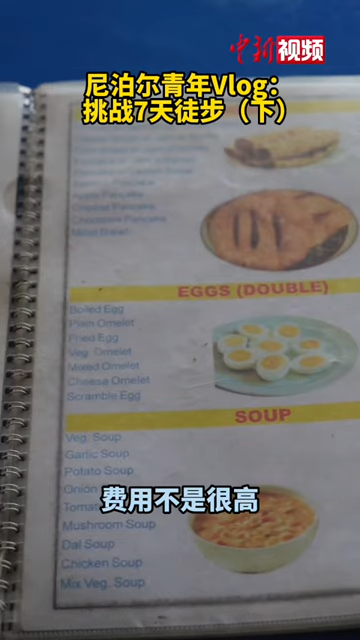 中新视频
尼泊尔青年Vlog：
挑战7天徒步（下）
Apple Pancake
Cheese Pancake
Chocolate Pancake
EGGS (DOUBLE)
Boiled Egg
Plain Omelet
Fried Egg
Veg. Omelet
Mixed Omelet
Cheesa Omelet
Scramble Egg
SOUP
Veg. Soup
Garlic Soup
Potato Soup
Onion
费用不是很高
Mushroom Soup
Dal Soup
Chicken Soup
Mix Veg. Soup